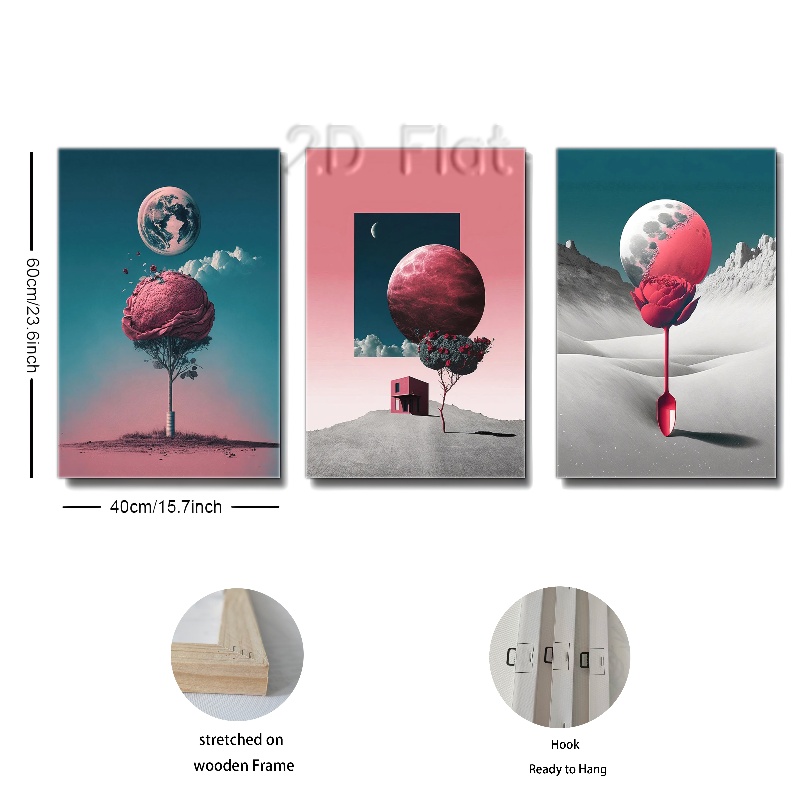 2D Flat
60cm/23.6inch
40cm/15.7inch
stretched on
wooden Frame
Hook
Ready to Hang